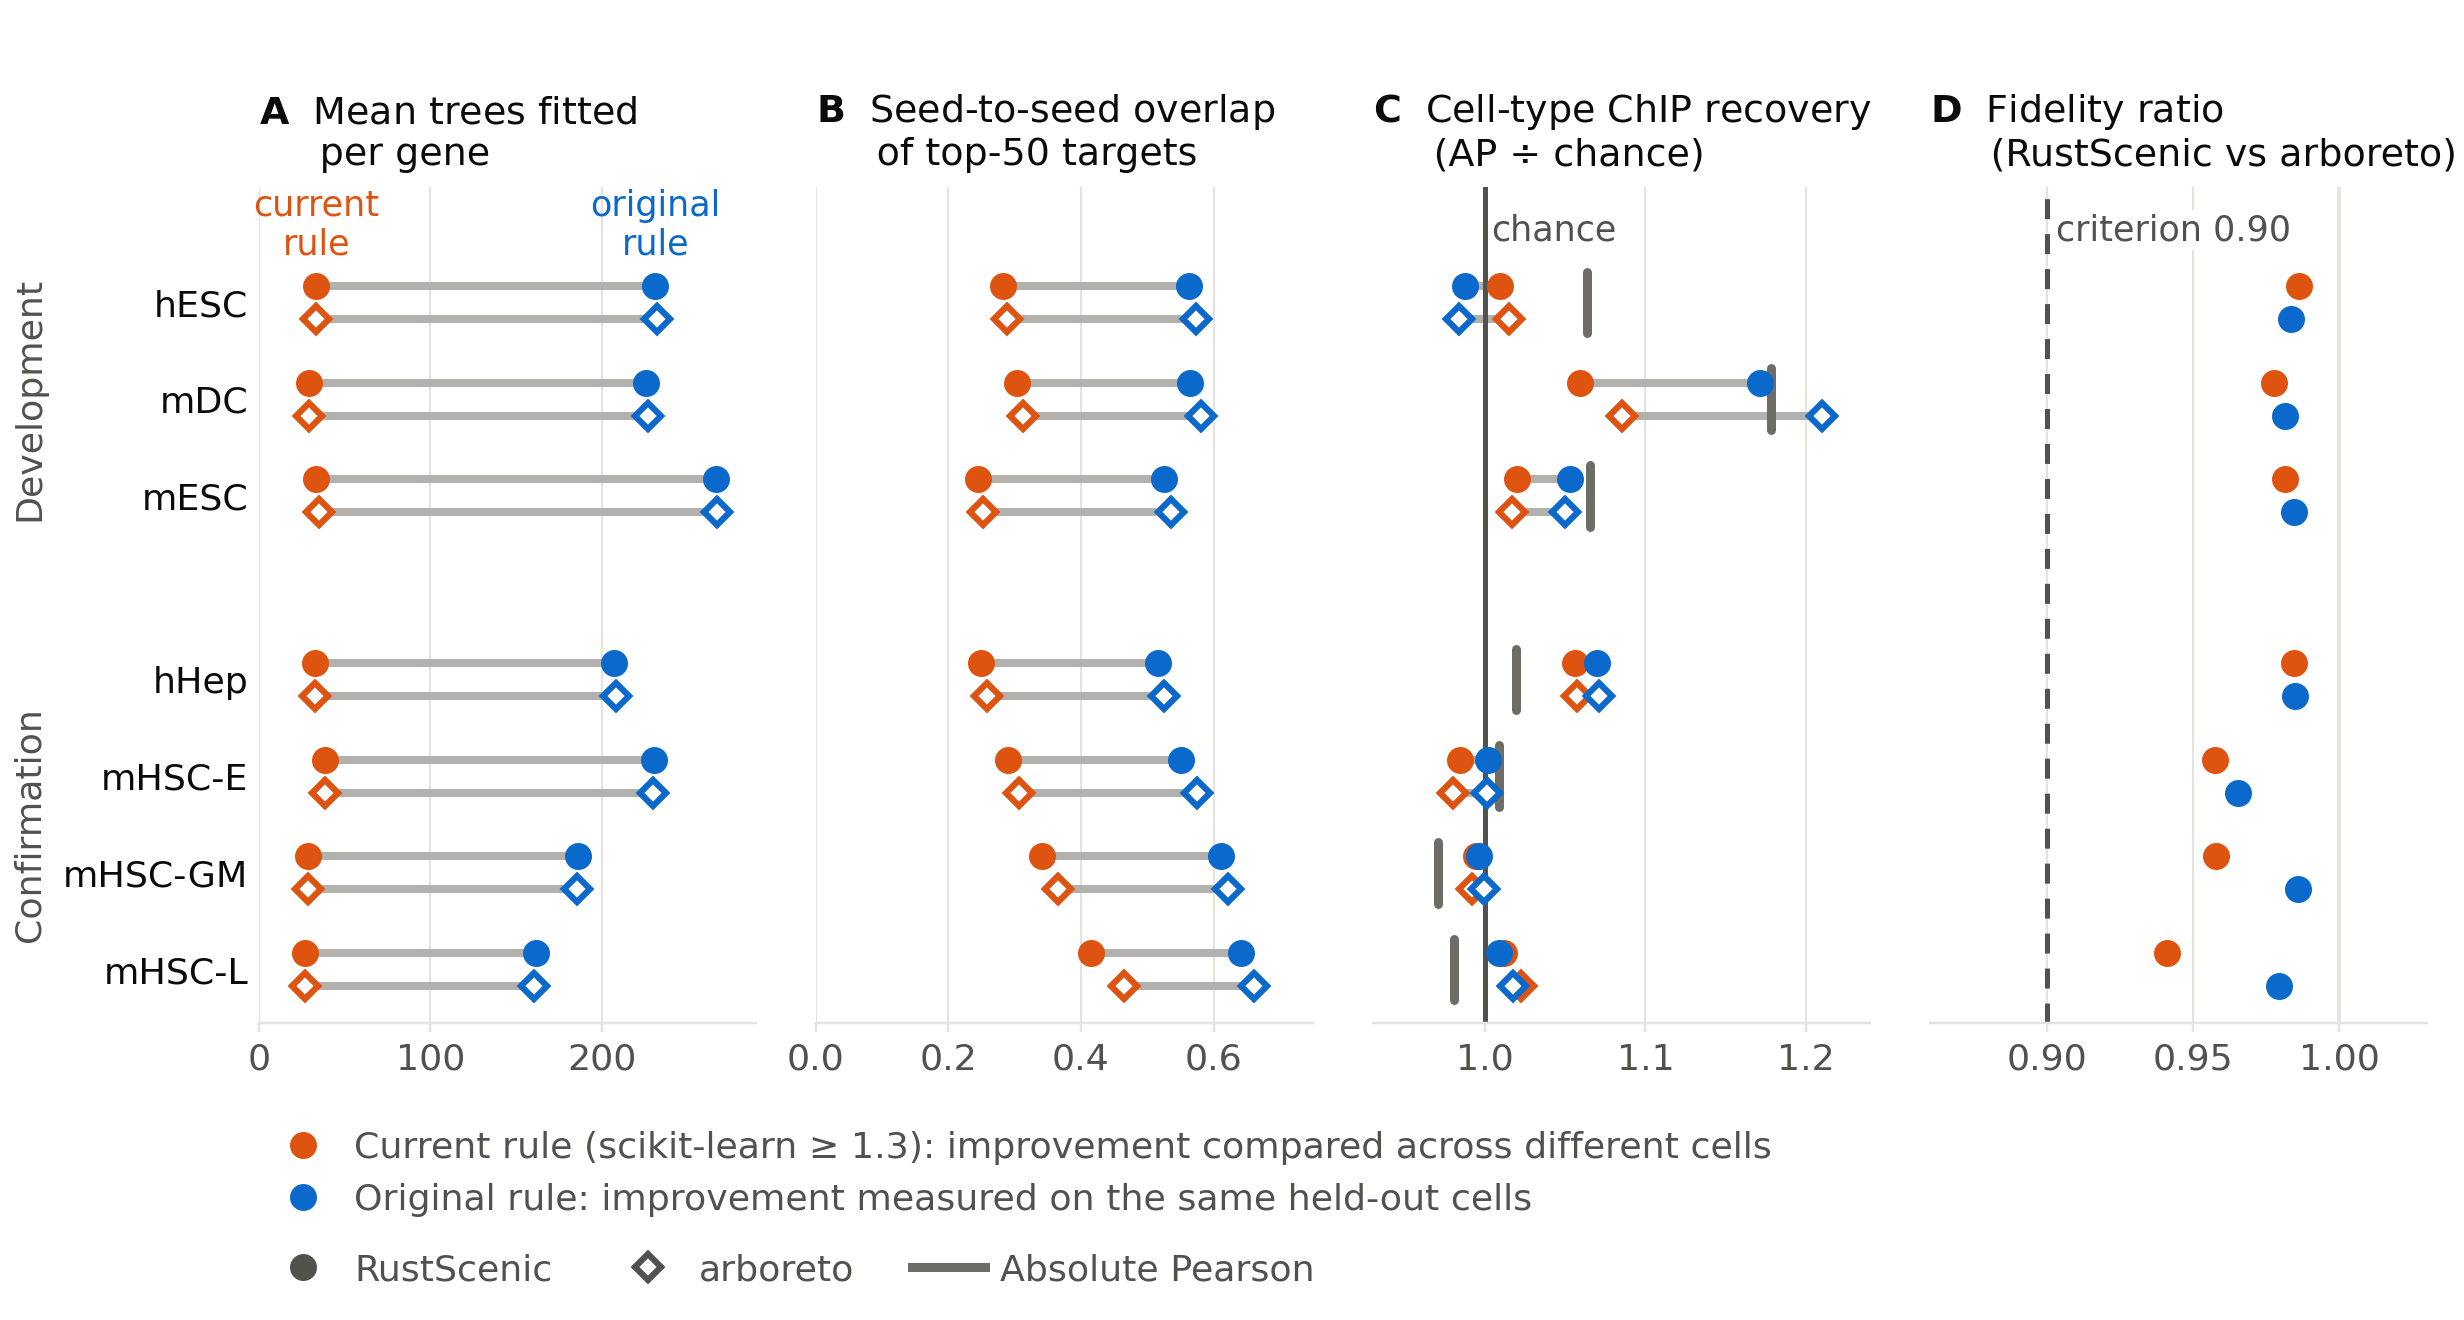 A Mean trees fitted
per gene
B Seed-to-seed overlap
of top-50 targets
C Cell-type ChIP recovery
(AP ÷ chance)
D Fidelity ratio
(RustScenic vs arboreto)
current
rule
original
rule
chance
criterion 0.90
Development
hESC
mDC
mESC
Confirmation
hHep
mHSC-E
mHSC-GM
mHSC-L
0 100 200
0.0 0.2 0.4 0.6
1.0 1.1 1.2
0.90 0.95 1.00
Current rule (scikit-learn ≥ 1.3): improvement compared across different cells
Original rule: improvement measured on the same held-out cells
RustScenic arboreto Absolute Pearson